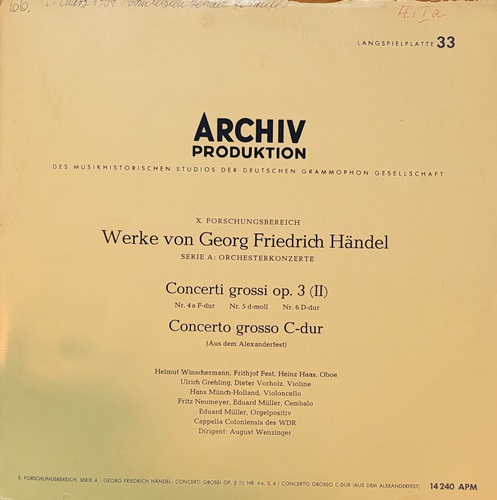 66.
A, I a
LANGSPIELPLATTE 33
ARCHIV
PRODUKTION
DES MUSIKHISTORISCHEN STUDIOS DER DEUTSCHEN GRAMMOPHON GESELLSCHAFT
X. FORSCHUNGSBEREICH
Werke von Georg Friedrich Händel
SERIE A: ORCHESTERKONZERTE
Concerti grossi op. 3 (II)
Nr. 4a F-dur Nr. 5 d-moll Nr. 6 D-dur
Concerto grosso C-dur
(Aus dem Alexanderfest)
Helmut Winschermann, Frithjof Fest, Heinz Haas, Oboe
Ulrich Grehling, Dieter Vorholz, Violine
Hans Münch-Holland, Violoncello
Fritz Neumeyer, Eduard Müller, Cembalo
Eduard Müller, Orgelpositiv
Cappella Coloniensis des WDR
Dirigent: August Wenzinger
X. FORSCHUNGSBEREICH, SERIE A - GEORG FRIEDRICH HÄNDEL: CONCERTI GROSSI OP. 3 (II) NR. 4a, 5, 6 / CONCERTO GROSSO C-DUR (AUS DEM ALEXANDERFEST) 14 240 APM